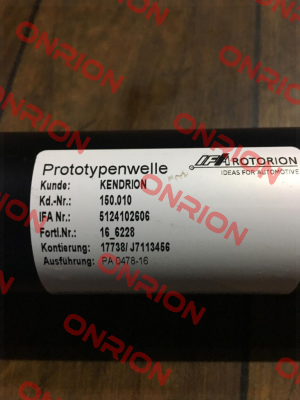 ONRION
ONRION
ONRION
ONRION
Prototypenwelle
IFA ROTORION
IDEAS FOR AUTOMOTIVE
Kunde: KENDRION
Kd.-Nr.: 150.010
IFA Nr.: 5124102606
Fortl.Nr.: 16_6228
Kontierung: 17738/ J7113456
Ausführung: PA 0478-16
ONRION
ONRION
ONRION